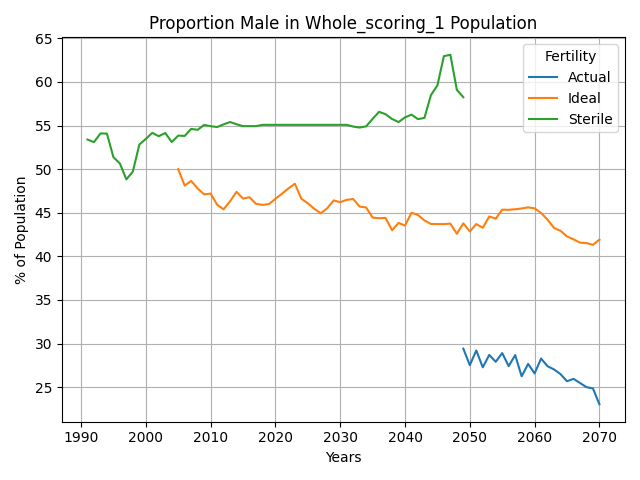 Proportion Male in Whole_scoring_1 Population
% of Population
65
60
55
50
45
40
35
30
25
Fertility
Actual
Ideal
Sterile
1990 2000 2010 2020 2030 2040 2050 2060 2070
Years